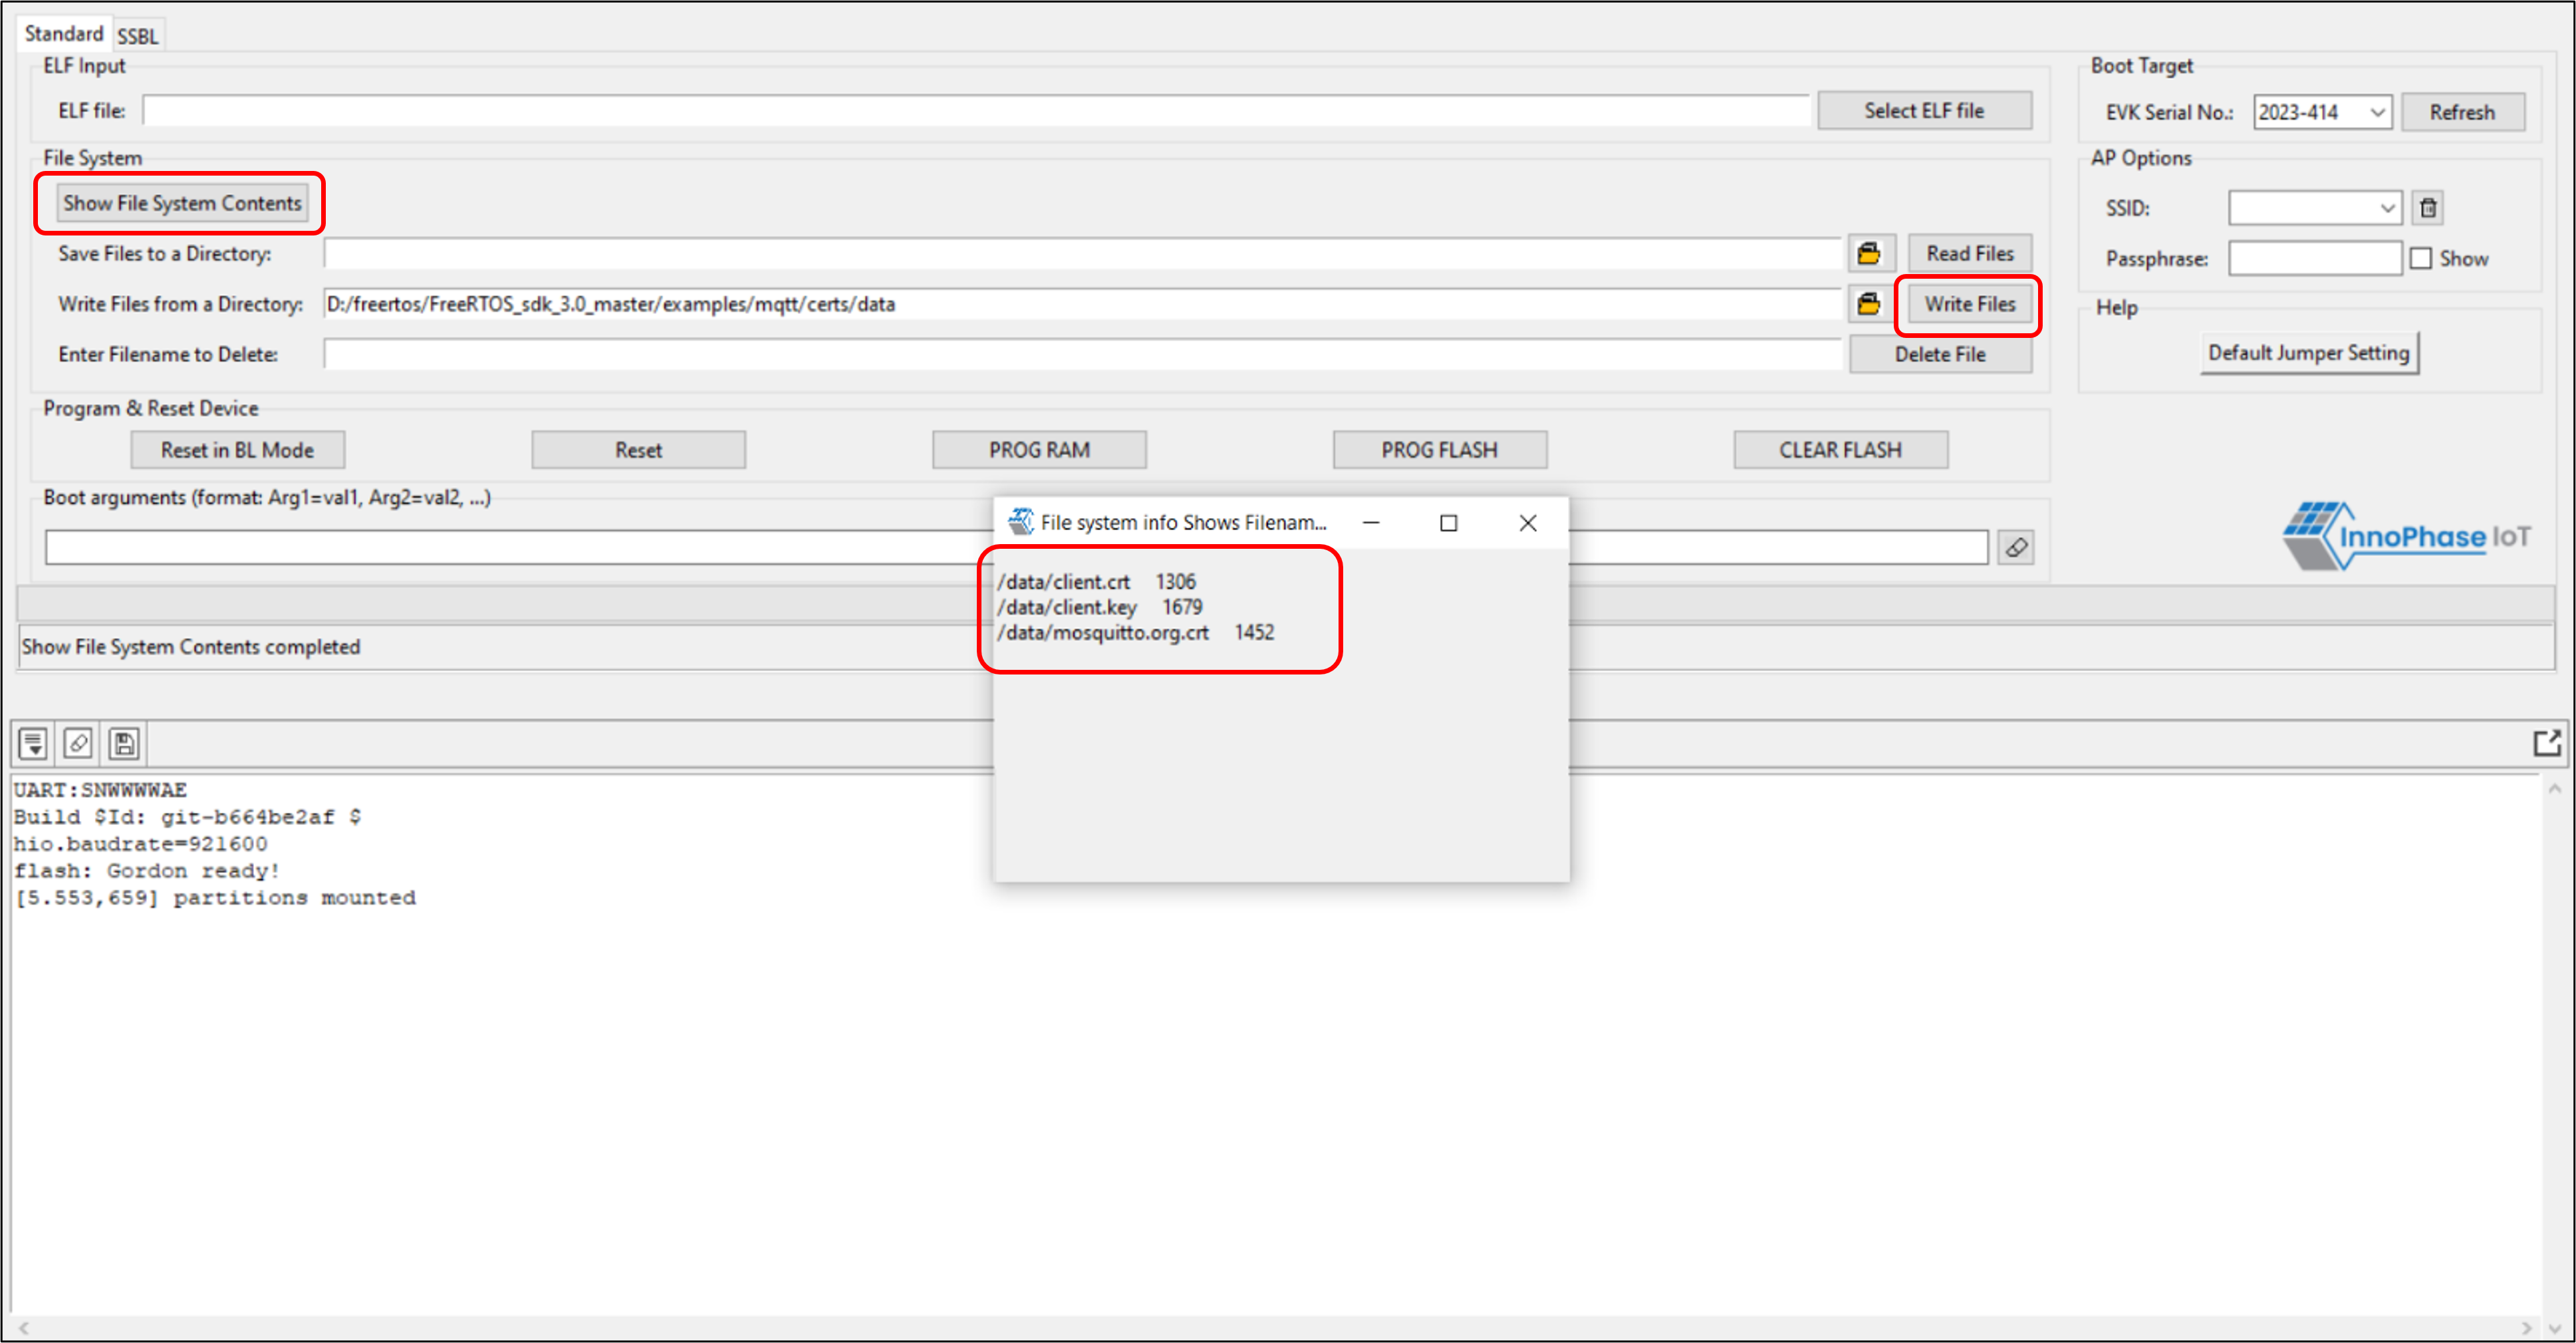 Standard SSBL
ELF Input
ELF file:
Select ELF file
Boot Target
EVK Serial No.: 2023-414 Refresh
File System
Show File System Contents
AP Options
SSID:
Save Files to a Directory:
Read Files
Passphrase:
Show
Write Files from a Directory: D:/freertos/FreeRTOS_sdk_3.0_master/examples/mqtt/certs/data
Write Files
Help
Enter Filename to Delete:
Delete File
Default Jumper Setting
Program & Reset Device
Reset in BL Mode Reset PROG RAM PROG FLASH CLEAR FLASH
Boot arguments (format: Arg1=val1, Arg2=val2, ...)
InnoPhase IoT
File system info Shows Filenam...
/data/client.crt 1306
/data/client.key 1679
/data/mosquitto.org.crt 1452
Show File System Contents completed
UART:SNWWWWAE
Build $Id: git-b664be2af $
hio.baudrate=921600
flash: Gordon ready!
[5.553,659] partitions mounted